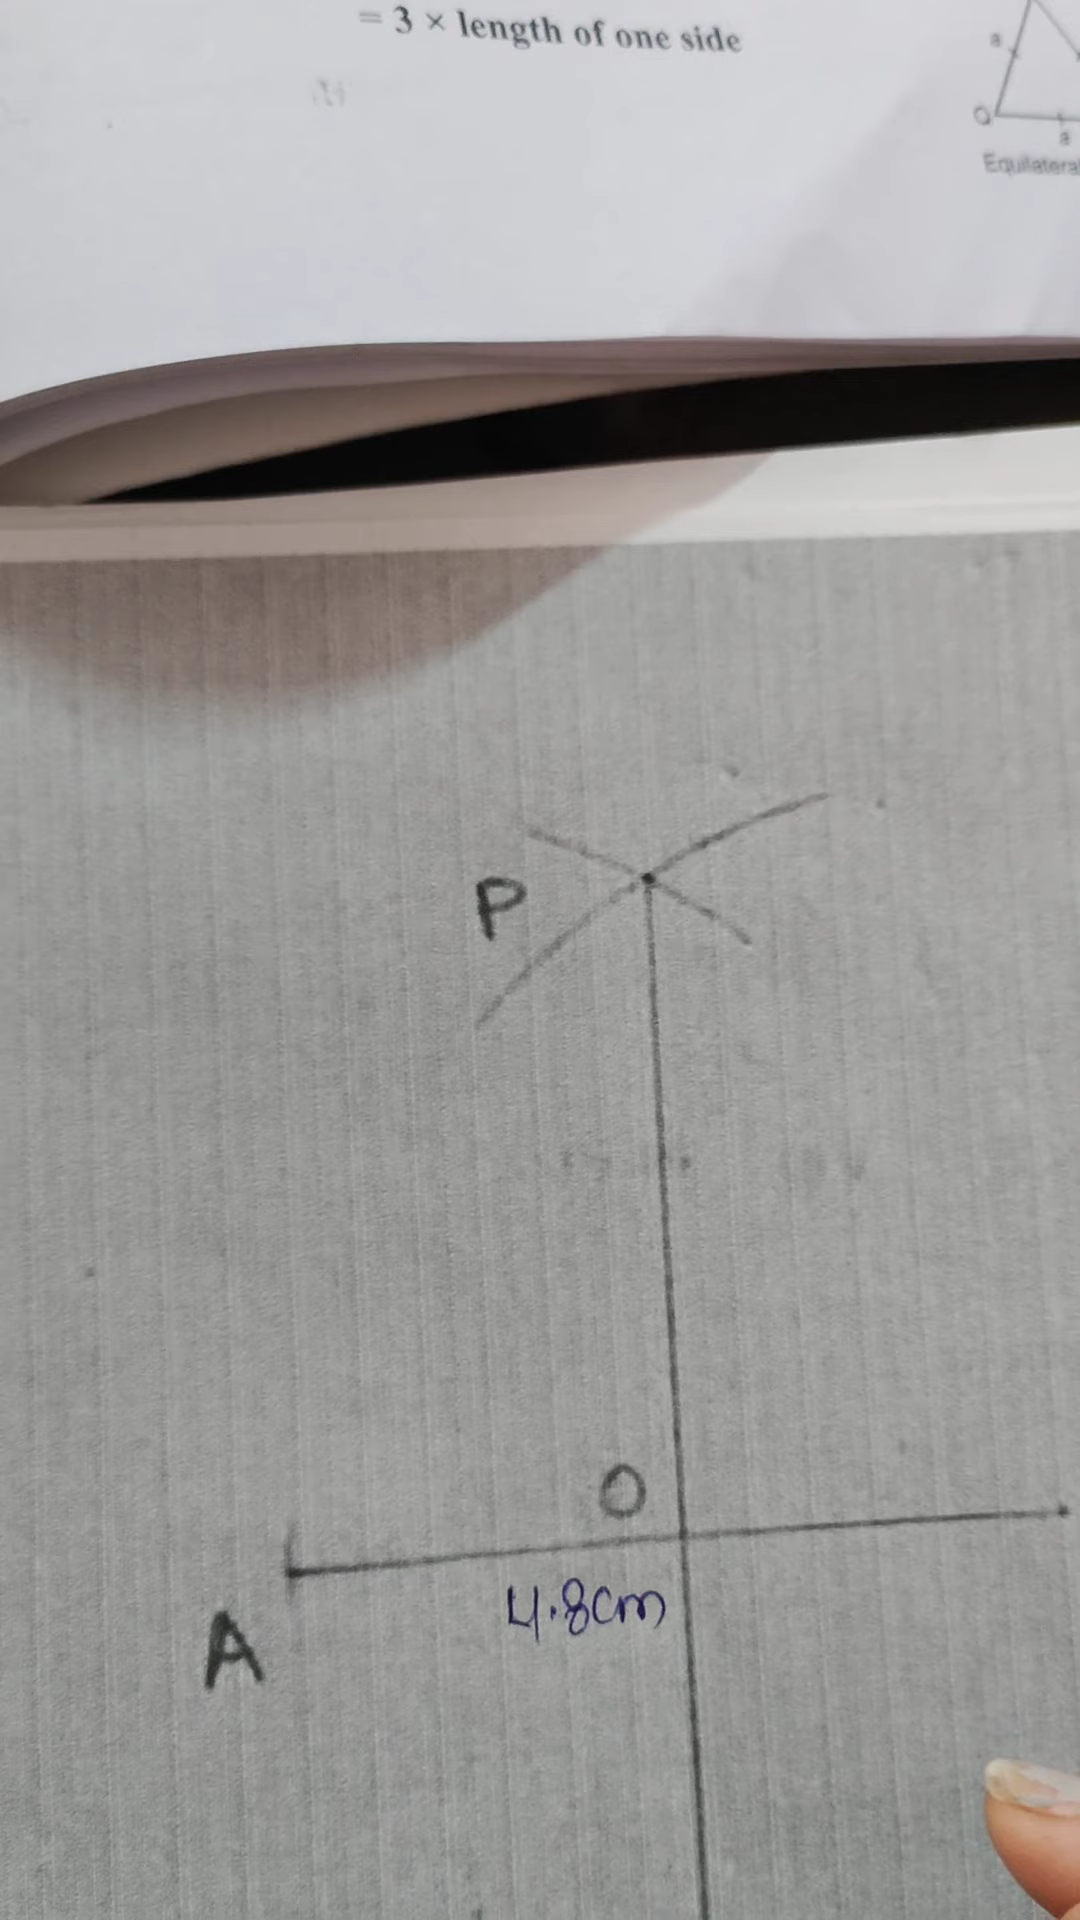 = 3 × length of one side
a
Q
a
Equilateral
P
O
4.8cm
A